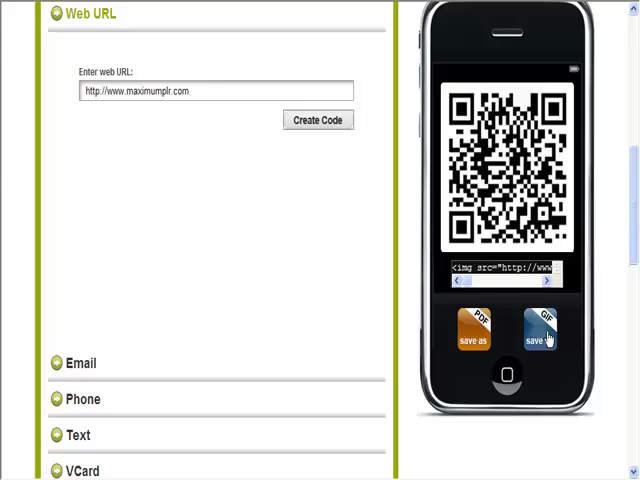 Web URL
Enter web URL:
http://www.maximumplr.com
Create Code
<img src="http://www
PDF
save as
GIF
save
Email
Phone
Text
VCard